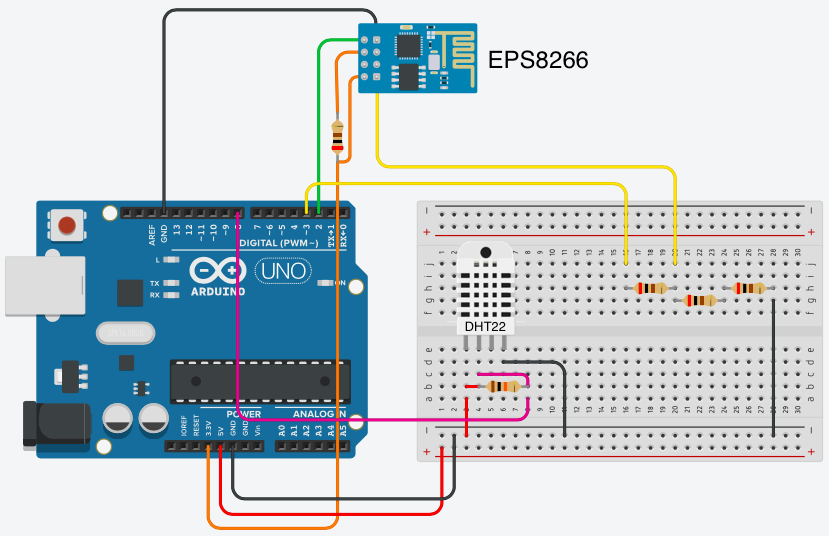 EPS8266
AREF
GND
13
12
~11
~10
~9
8
7
~6
~5
4
~3
2
TX→1
RX←0
DIGITAL (PWM~)
L
TX
RX
UNO
ON
ARDUINO
DHT22
POWER
ANALOG IN
IOREF
RESET
3.3V
5V
GND
GND
Vin
A0
A1
A2
A3
A4
A5
1 2 3 4 5 6 7 8 9 10 11 12 13 14 15 16 17 18 19 20 21 22 23 24 25 26 27 28 29 30
j
i
h
g
f
e
d
c
b
a
- +